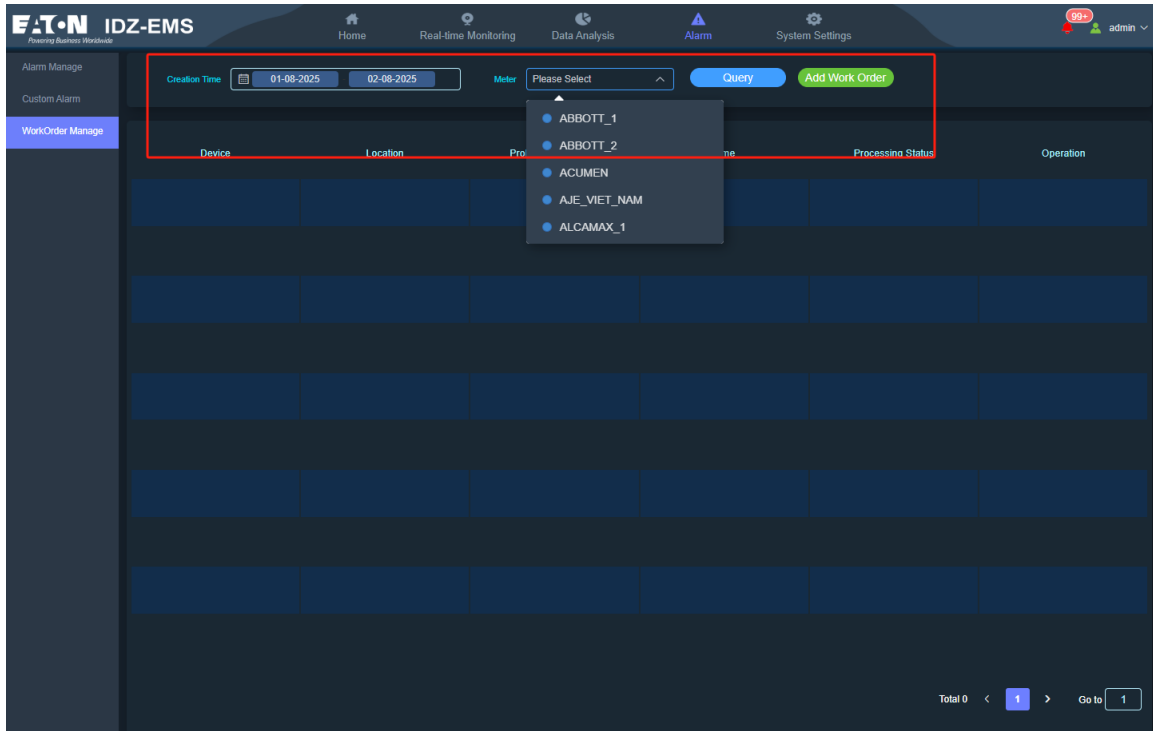 EATON IDZ-EMS
Powering Business Worldwide
Home
Real-time Monitoring
Data Analysis
Alarm
System Settings
99+
admin
Alarm Manage
Custom Alarm
WorkOrder Manage
Creation Time 01-08-2025 02-08-2025 Meter Please Select Query Add Work Order
ABBOTT_1
ABBOTT_2
ACUMEN
AJE_VIET_NAM
ALCAMAX_1
Device Location Pro me Processing Status Operation
Total 0 < 1 > Go to 1